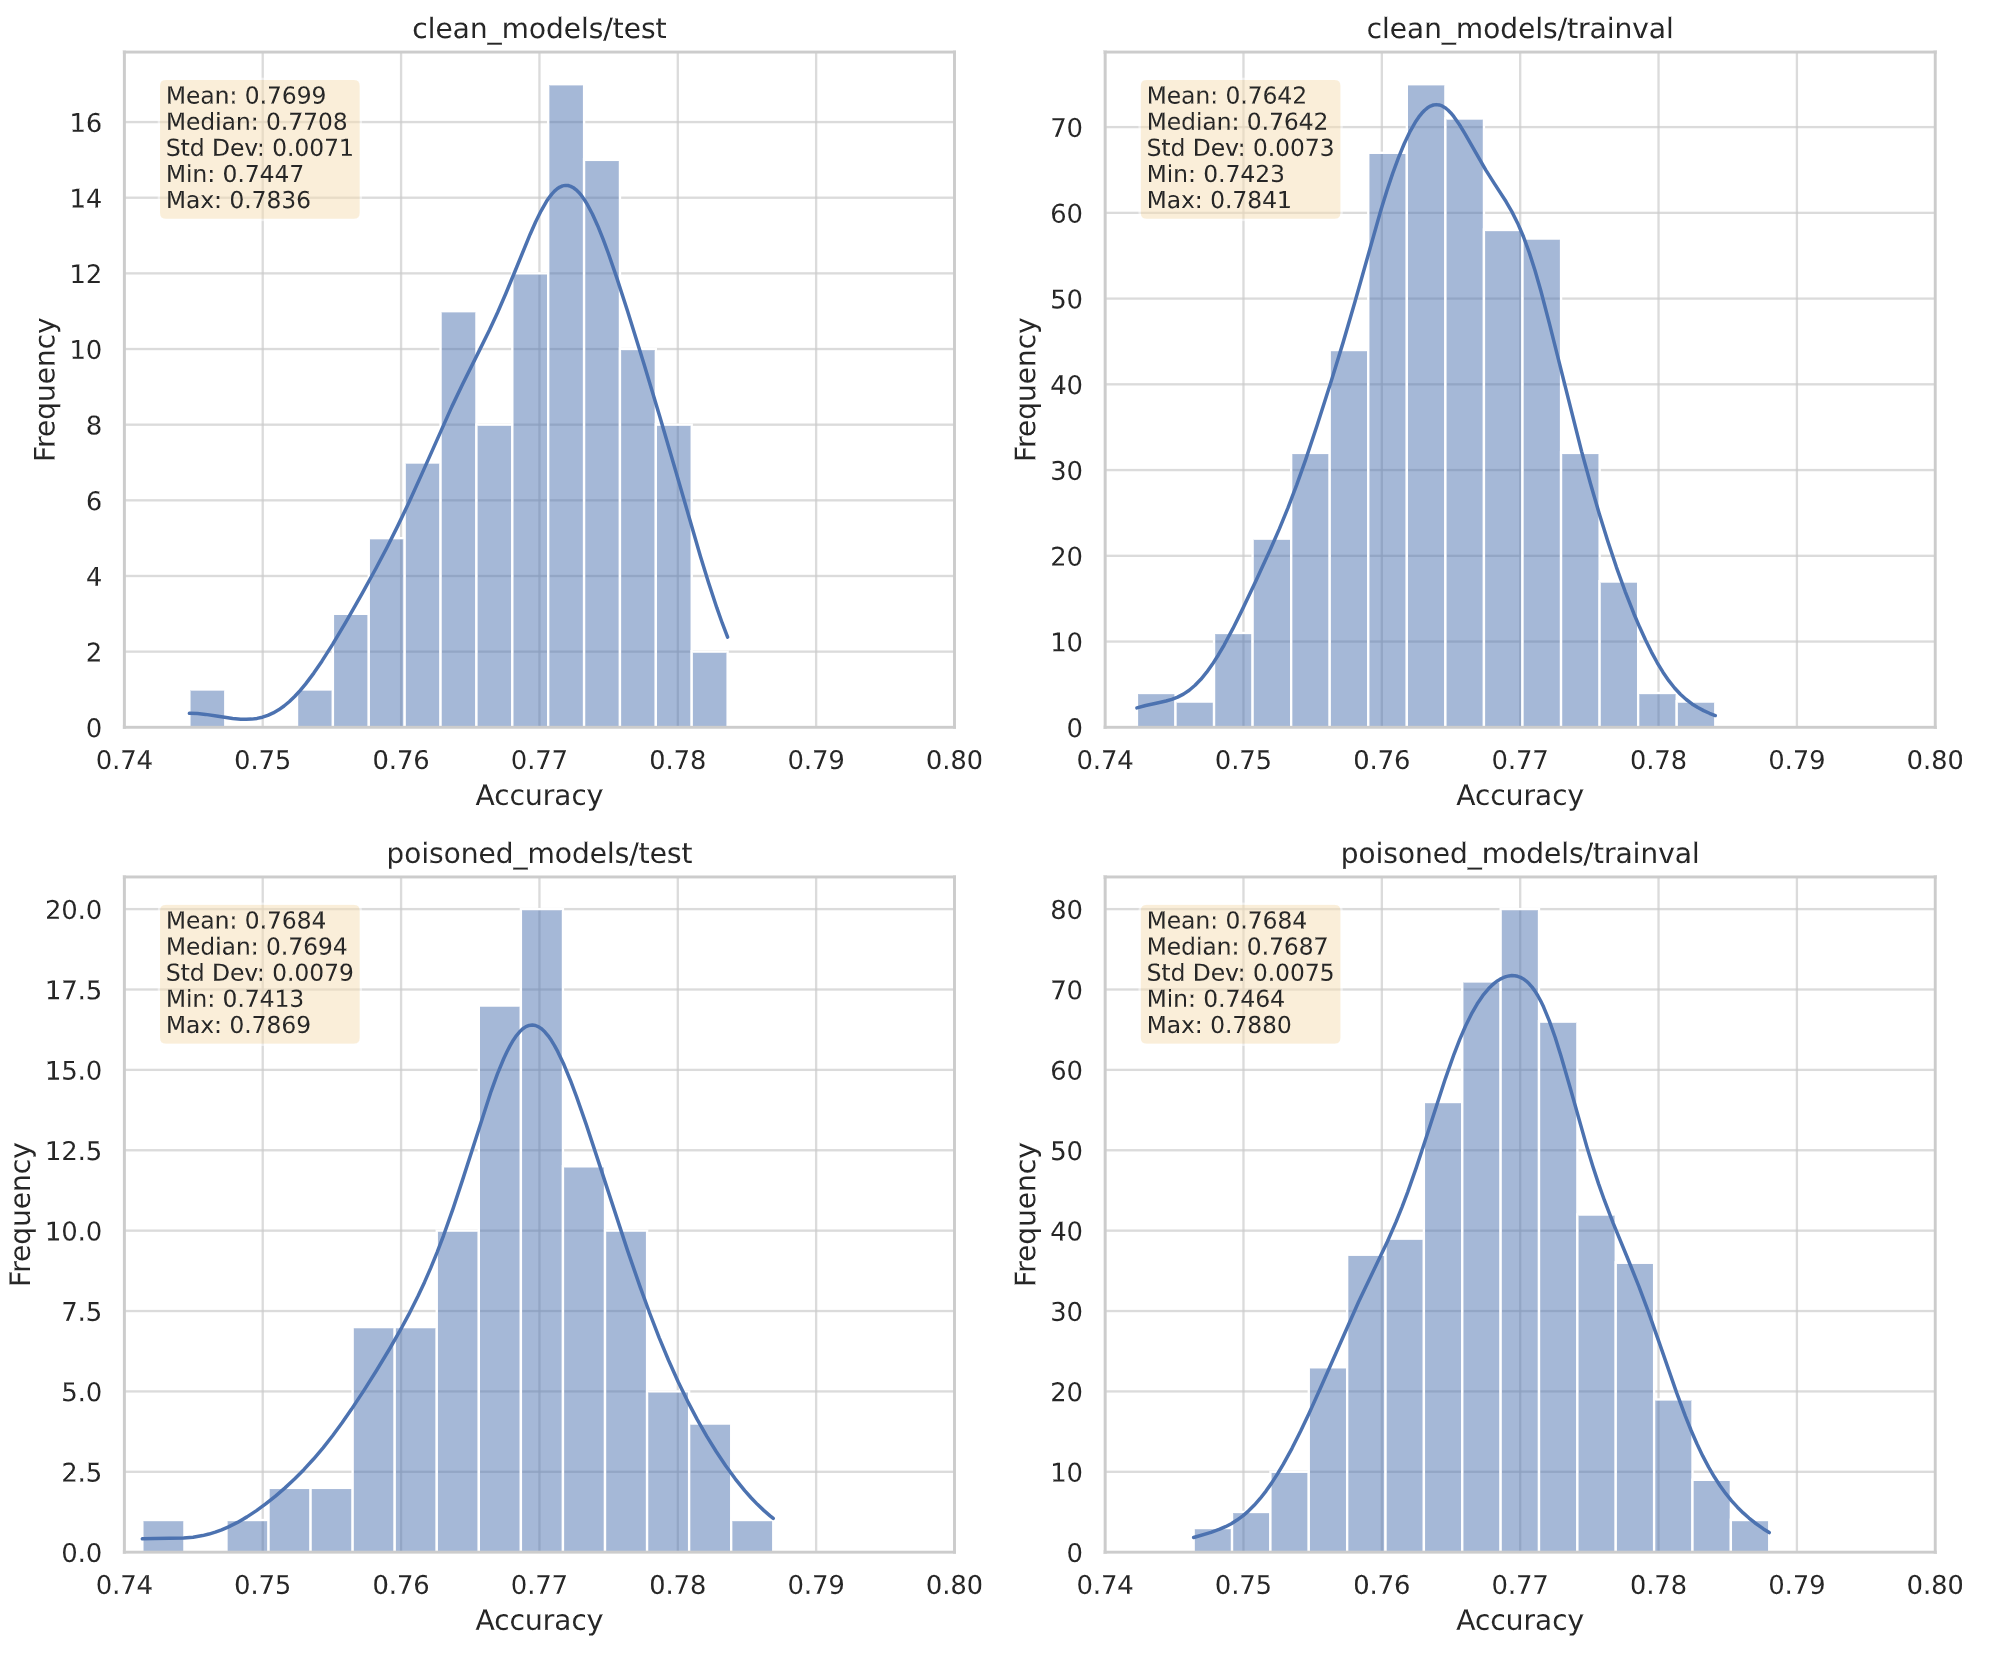 clean_models/test
Mean: 0.7699
Median: 0.7708
Std Dev: 0.0071
Min: 0.7447
Max: 0.7836
Frequency
16
14
12
10
8
6
4
2
0
0.74 0.75 0.76 0.77 0.78 0.79 0.80
Accuracy
clean_models/trainval
Mean: 0.7642
Median: 0.7642
Std Dev: 0.0073
Min: 0.7423
Max: 0.7841
Frequency
70
60
50
40
30
20
10
0
0.74 0.75 0.76 0.77 0.78 0.79 0.80
Accuracy
poisoned_models/test
Mean: 0.7684
Median: 0.7694
Std Dev: 0.0079
Min: 0.7413
Max: 0.7869
Frequency
20.0
17.5
15.0
12.5
10.0
7.5
5.0
2.5
0.0
0.74 0.75 0.76 0.77 0.78 0.79 0.80
Accuracy
poisoned_models/trainval
Mean: 0.7684
Median: 0.7687
Std Dev: 0.0075
Min: 0.7464
Max: 0.7880
Frequency
80
70
60
50
40
30
20
10
0
0.74 0.75 0.76 0.77 0.78 0.79 0.80
Accuracy